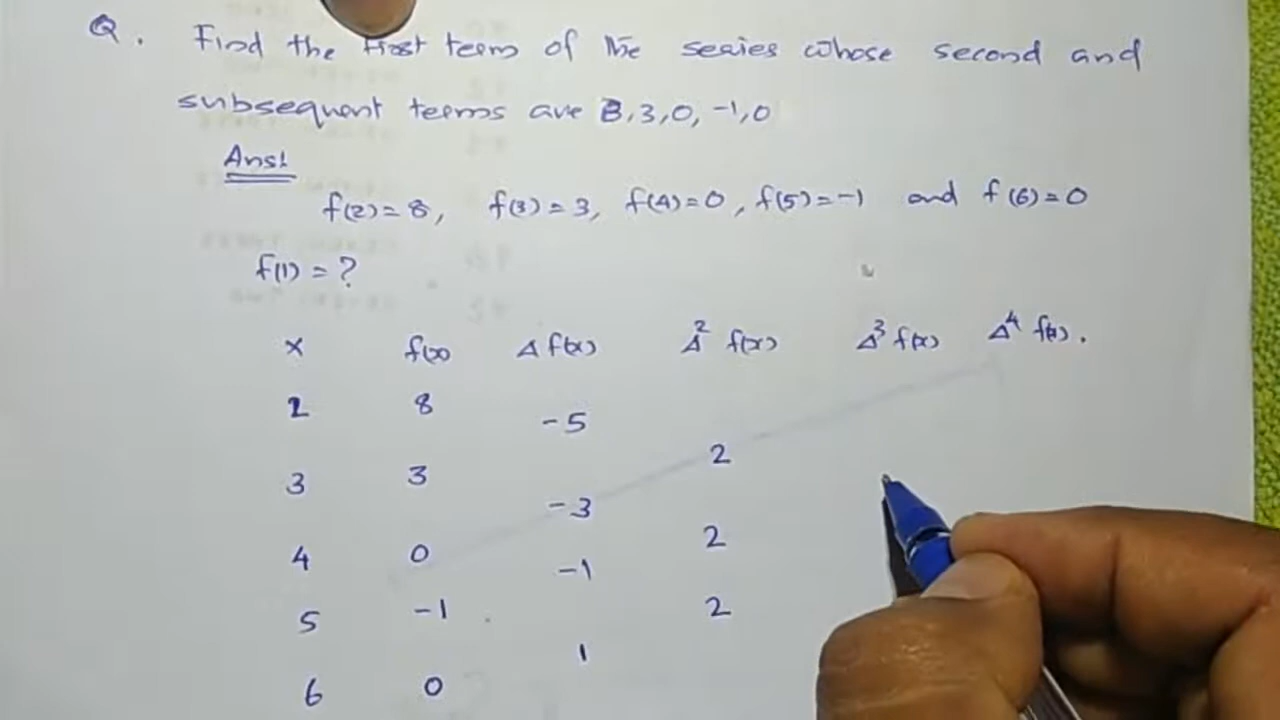 Q. Find the First term of the series whose second and
subsequent terms are 8, 3, 0, -1, 0
Ans:
f(2) = 8, f(3) = 3, f(4) = 0, f(5) = -1 and f(6) = 0
f(1) = ?
x f(x) Δ f(x) Δ² f(x) Δ³ f(x) Δ⁴ f(x).
2 8
-5
2
3 3
-3
2
4 0
-1
2
5 -1
1
6 0